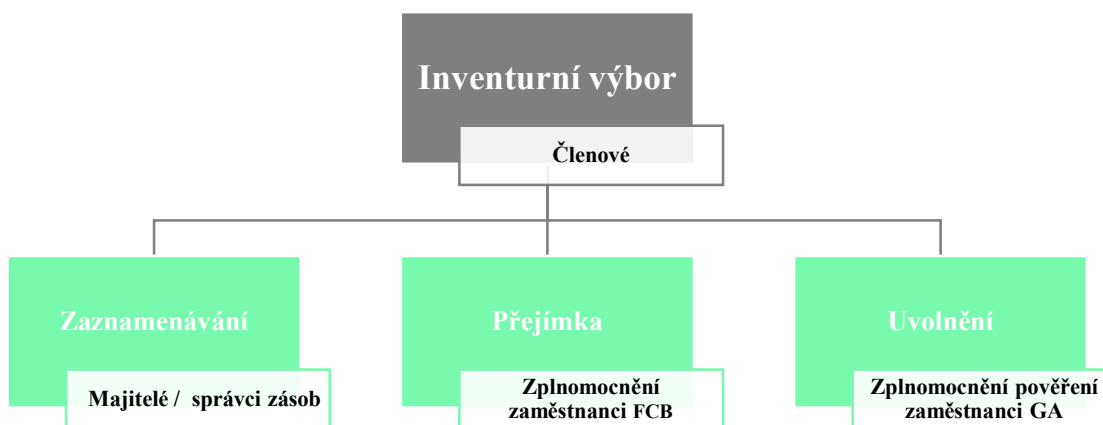 Inventurní výbor
Členové
Zaznamenávání
Majitelé / správci zásob
Přejímka
Zplnomocnění
zaměstnanci FCB
Uvolnění
Zplnomocnění pověření
zaměstnanci GA